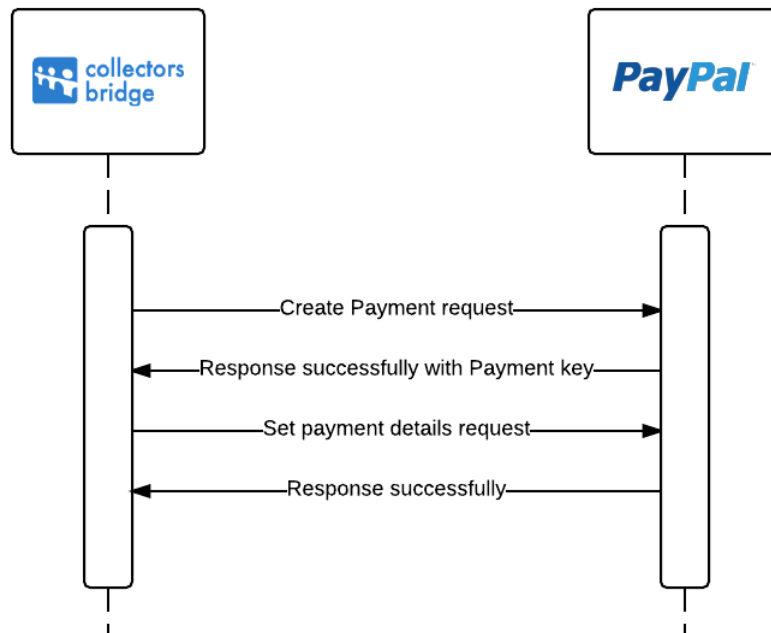 collectors
bridge
PayPal
Create Payment request
Response successfully with Payment key
Set payment details request
Response successfully